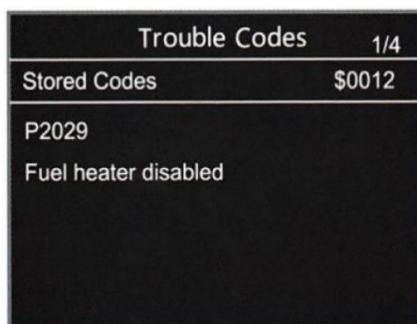 Trouble Codes 1/4
Stored Codes $0012
P2029
Fuel heater disabled